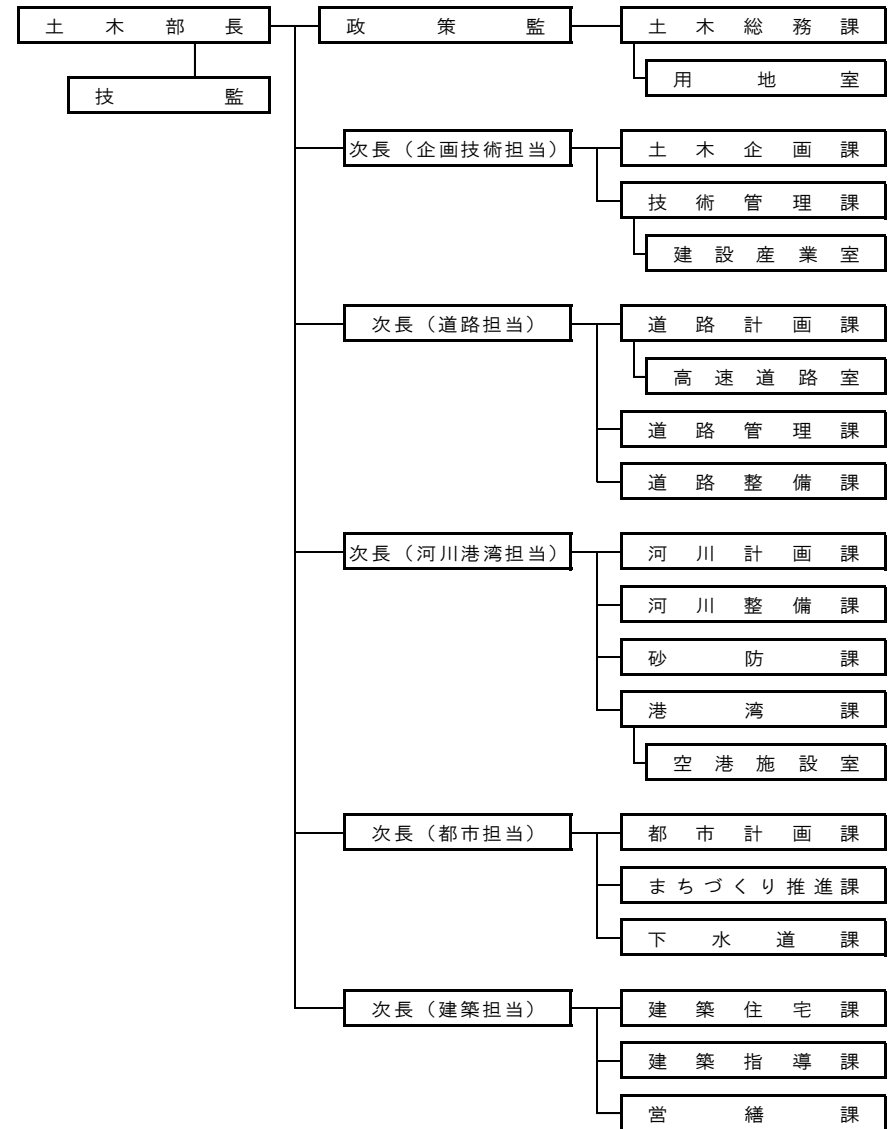 土木部長
政策監
土木総務課
用地室
技監
次長（企画技術担当）
土木企画課
技術管理課
建設産業室
次長（道路担当）
道路計画課
高速道路室
道路管理課
道路整備課
次長（河川港湾担当）
河川計画課
河川整備課
砂防課
港湾課
空港施設室
次長（都市担当）
都市計画課
まちづくり推進課
下水道課
次長（建築担当）
建築住宅課
建築指導課
営繕課